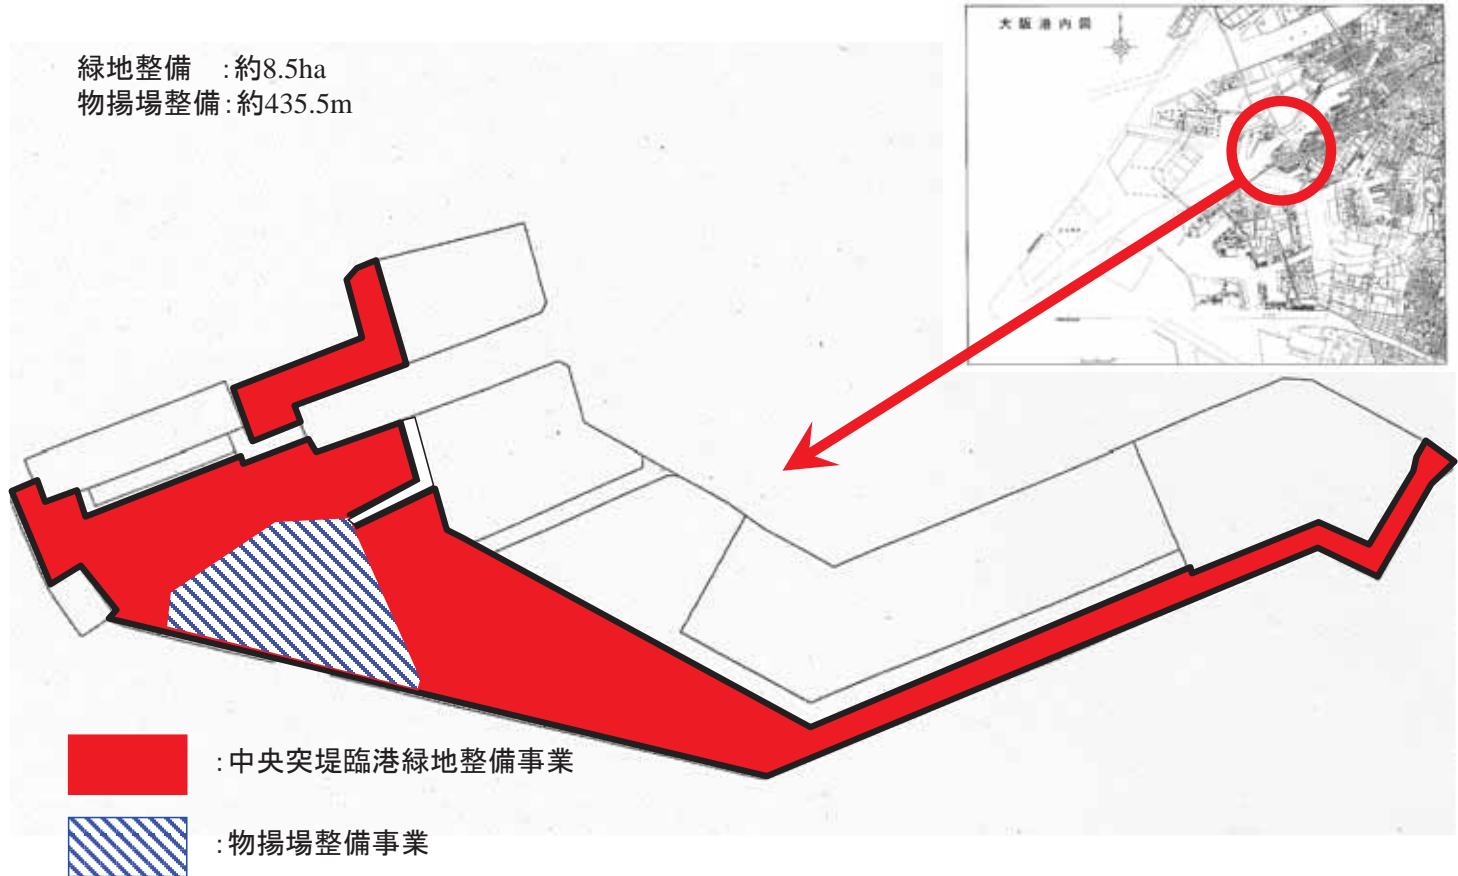 緑地整備 :約8.5ha
物揚場整備:約435.5m
大阪港内図
:中央突堤臨港緑地整備事業
:物揚場整備事業